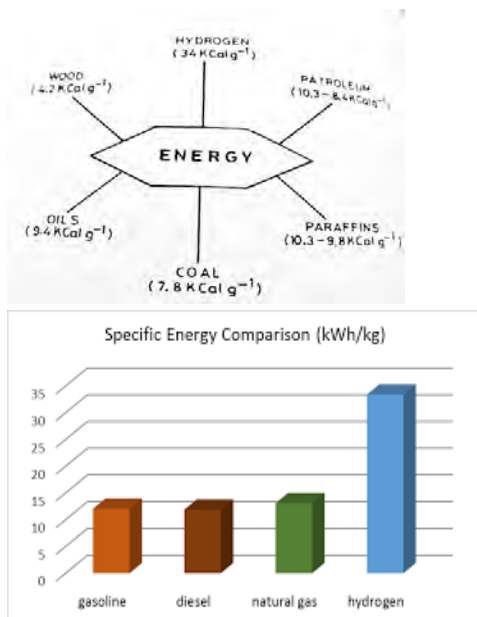 HYDROGEN
(34 KCal g⁻¹)
WOOD
(4.2 KCal g⁻¹)
PATROLEUM
(10.3 - 8.4 KCal g⁻¹)
ENERGY
OILS
(9.4 KCal g⁻¹)
PARAFFINS
(10.3 - 9.8 KCal g⁻¹)
COAL
(7.8 KCal g⁻¹)
Specific Energy Comparison (kWh/kg)
35
30
25
20
15
10
5
0
gasoline diesel natural gas hydrogen